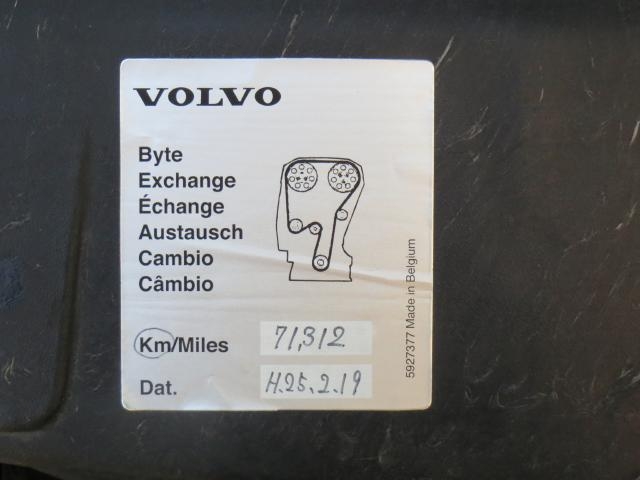 VOLVO
Byte
Exchange
Échange
Austausch
Cambio
Câmbio
Km/Miles 71,312
Dat. H.25.2.19
5927377 Made in Belgium